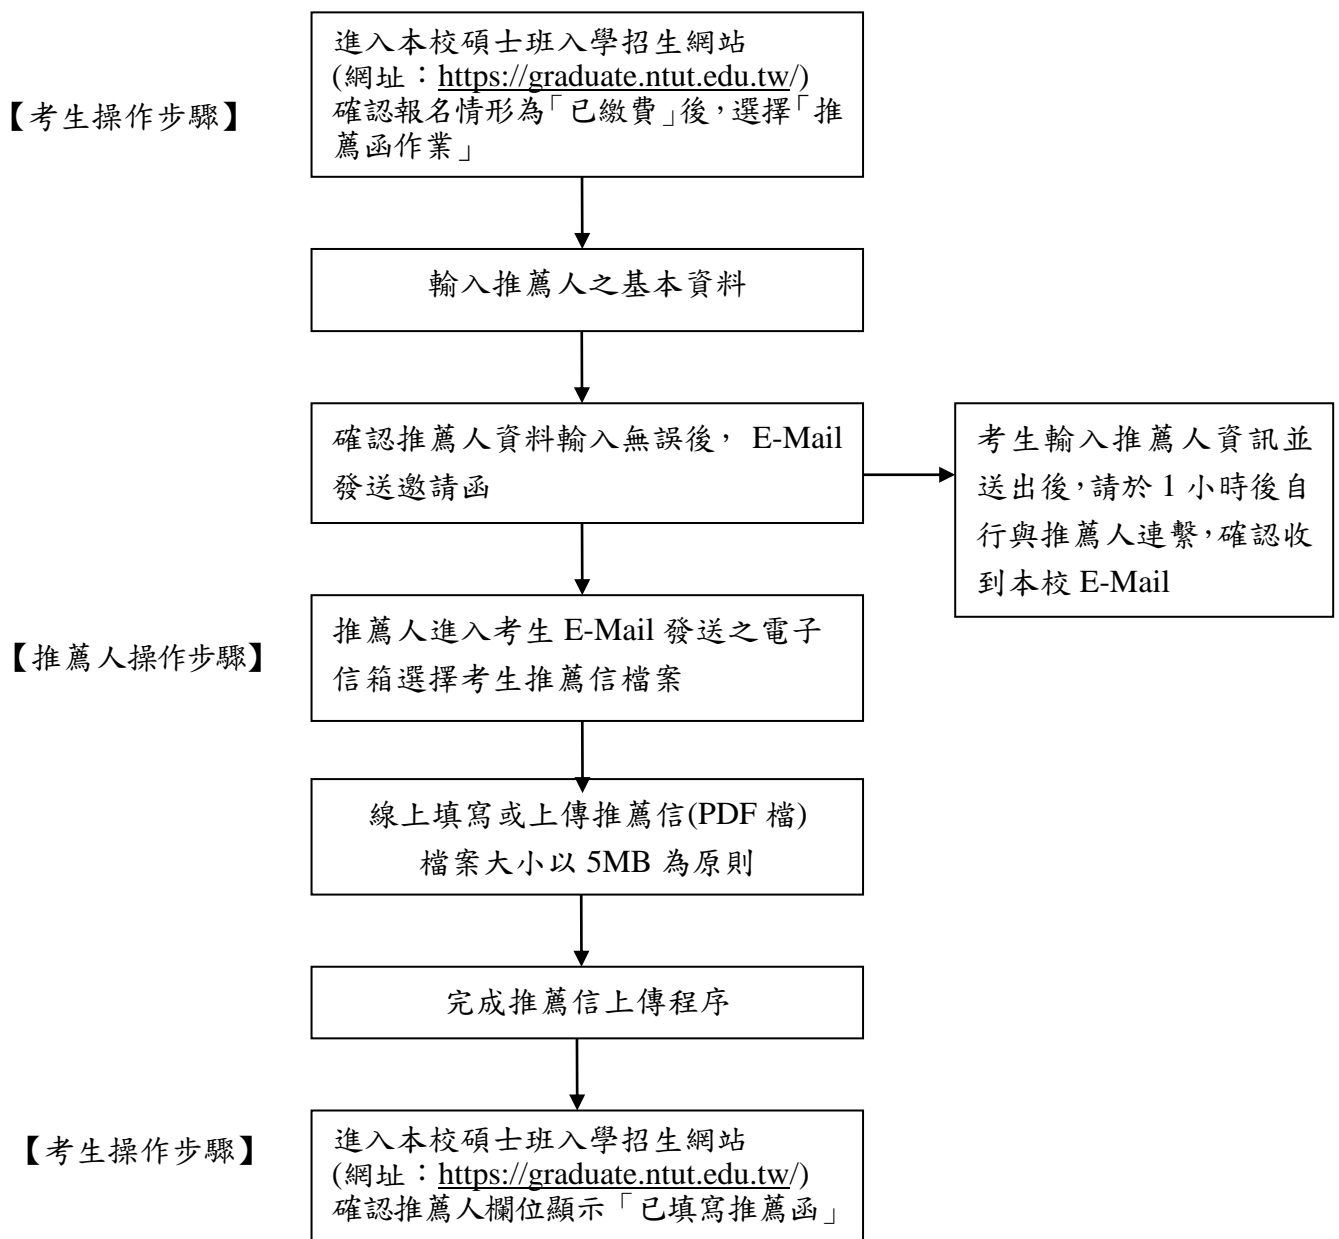 進入本校碩士班入學招生網站
(網址：https://graduate.ntut.edu.tw/)
【考生操作步驟】
確認報名情形為「已繳費」後，選擇「推
薦函作業」
輸入推薦人之基本資料
確認推薦人資料輸入無誤後， E-Mail
發送邀請函
考生輸入推薦人資訊並
送出後，請於 1 小時後自
行與推薦人連繫，確認收
到本校 E-Mail
【推薦人操作步驟】
推薦人進入考生 E-Mail 發送之電子
信箱選擇考生推薦信檔案
線上填寫或上傳推薦信(PDF 檔)
檔案大小以 5MB 為原則
完成推薦信上傳程序
【考生操作步驟】
進入本校碩士班入學招生網站
(網址：https://graduate.ntut.edu.tw/)
確認推薦人欄位顯示「已填寫推薦函」